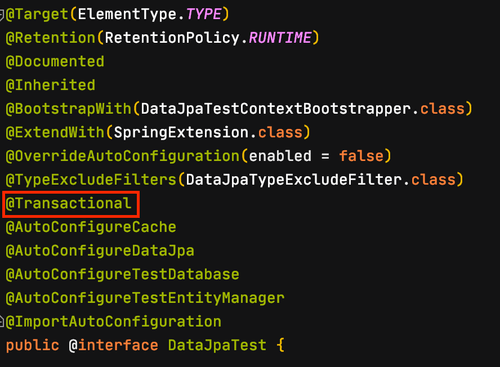 @Target(ElementType.TYPE)
@Retention(RetentionPolicy.RUNTIME)
@Documented
@Inherited
@BootstrapWith(DataJpaTestContextBootstrapper.class)
@ExtendWith(SpringExtension.class)
@OverrideAutoConfiguration(enabled = false)
@TypeExcludeFilters(DataJpaTypeExcludeFilter.class)
@Transactional
@AutoConfigureCache
@AutoConfigureDataJpa
@AutoConfigureTestDatabase
@AutoConfigureTestEntityManager
@ImportAutoConfiguration
public @interface DataJpaTest {